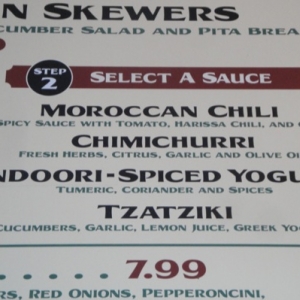 N SKEWERS
CUMBER SALAD AND PITA BREA
STEP 2
SELECT A SAUCE
MOROCCAN CHILI
SPICY SAUCE WITH TOMATO, HARISSA CHILI, AND
CHIMICHURRI
FRESH HERBS, CITRUS, GARLIC AND OLIVE OI
NDOORI-SPICED YOGU
TUMERIC, CORIANDER AND SPICES
TZATZIKI
CUCUMBERS, GARLIC, LEMON JUICE, GREEK YO
. . . . . 7.99
RS, RED ONIONS, PEPPERONCINI,